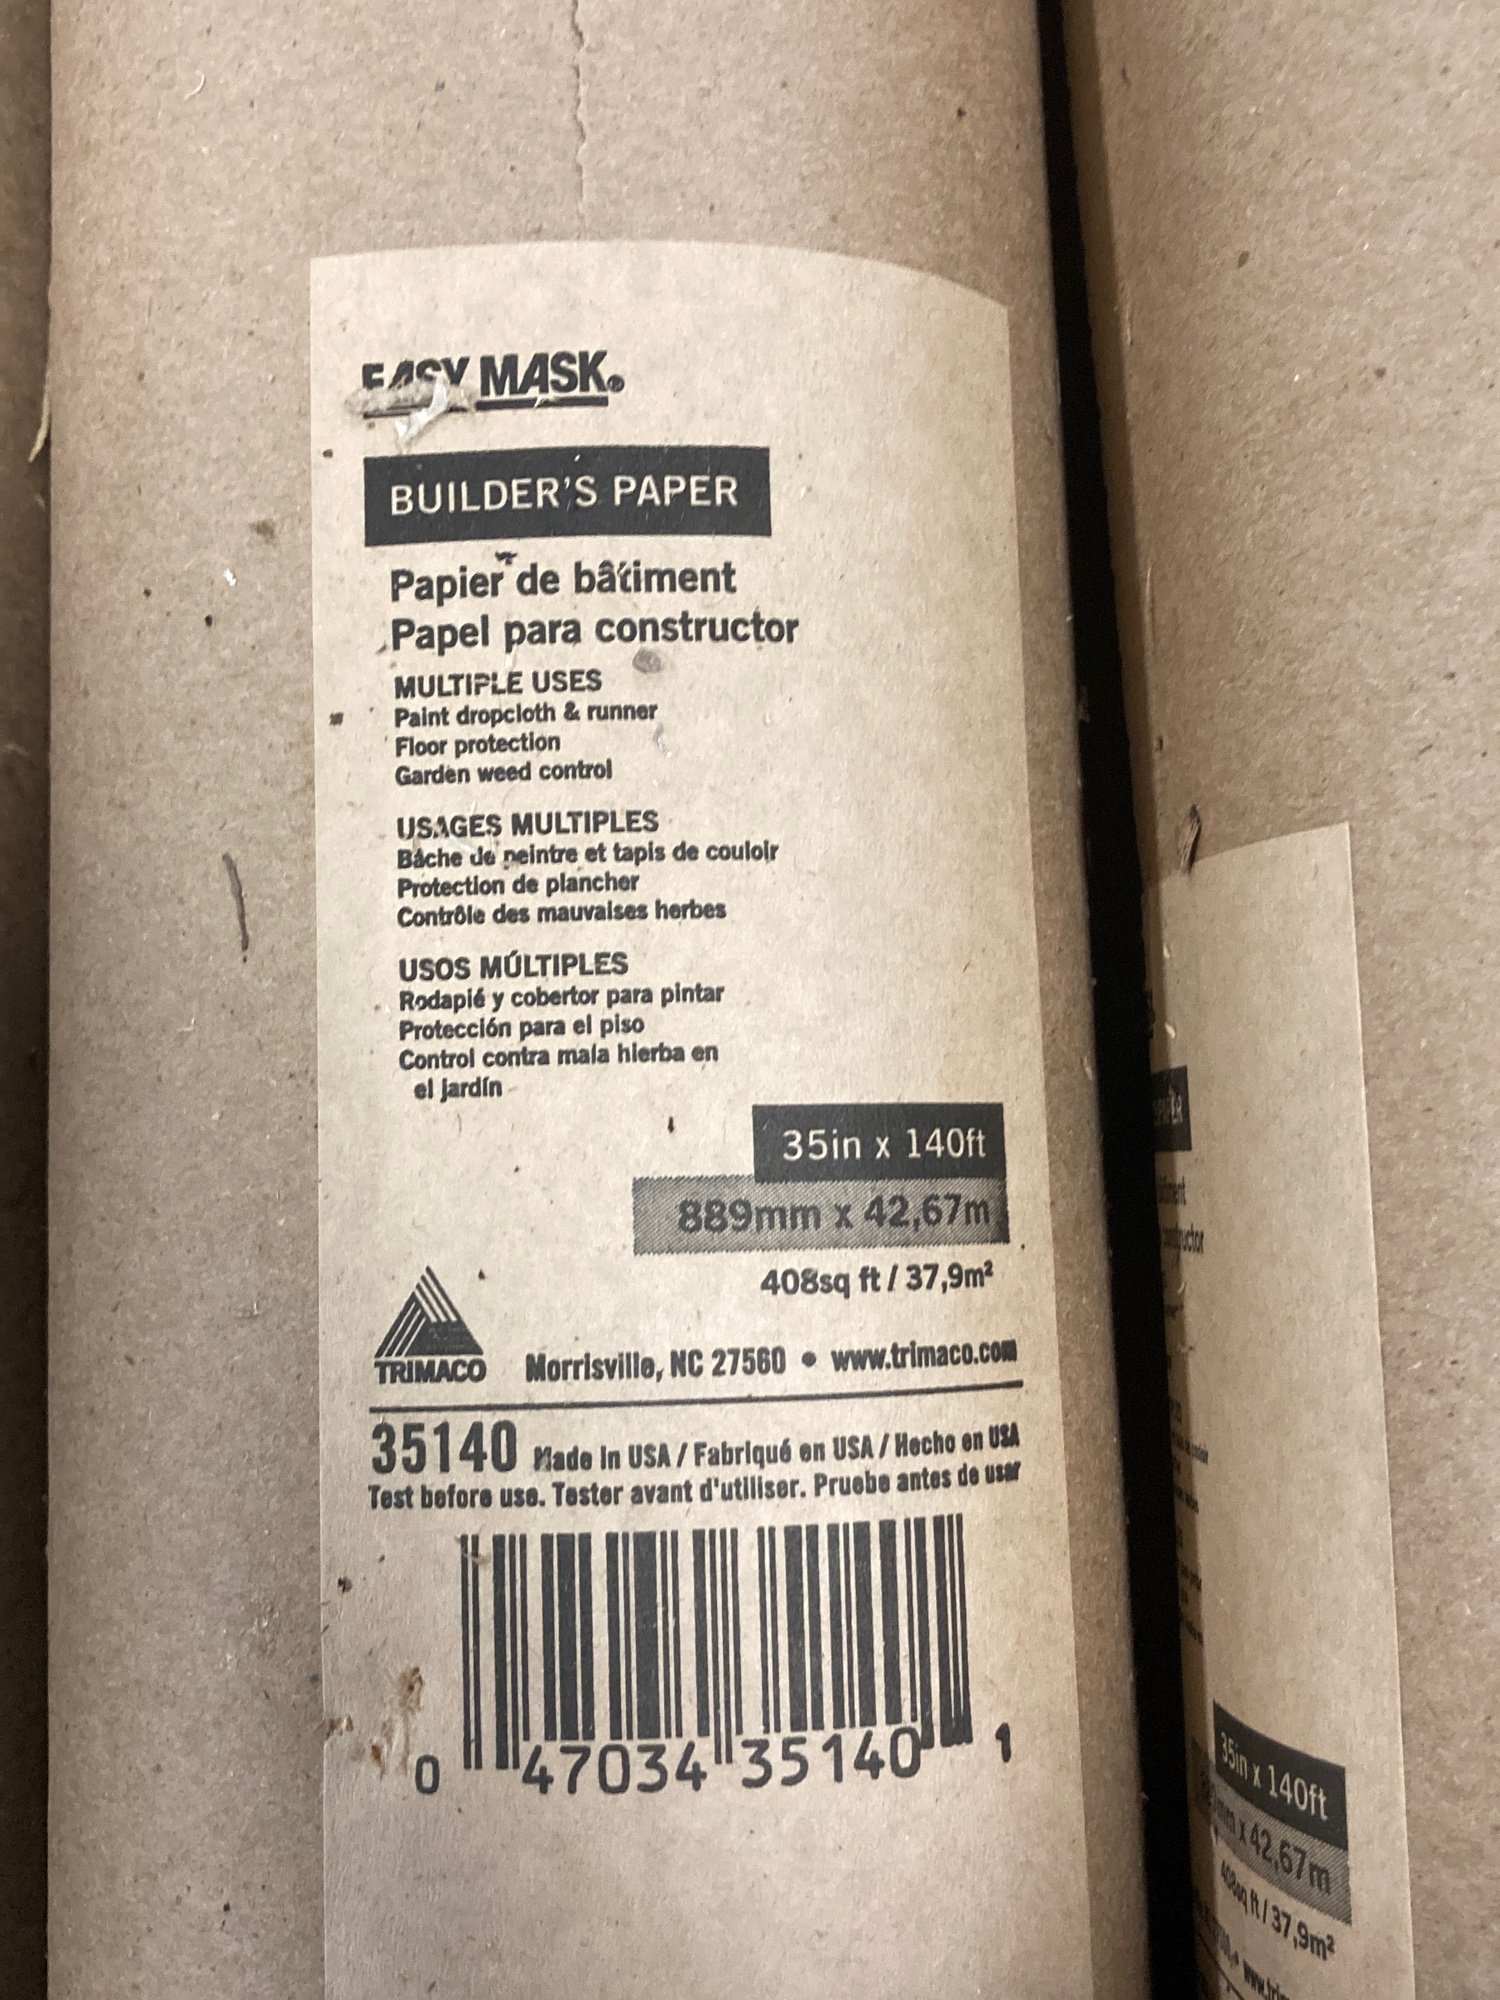 EASY MASK®
BUILDER'S PAPER
Papier de bâtiment
Papel para constructor
MULTIPLE USES
Paint dropcloth & runner
Floor protection
Garden weed control
USAGES MULTIPLES
Bâche de peintre et tapis de couloir
Protection de plancher
Contrôle des mauvaises herbes
USOS MÚLTIPLES
Rodapié y cobertor para pintar
Protección para el piso
Control contra mala hierba en
el jardín
35in x 140ft
889mm x 42,67m
408sq ft / 37,9m²
TRIMACO
Morrisville, NC 27560 • www.trimaco.com
35140 Made in USA / Fabriqué en USA / Hecho en USA
Test before use. Tester avant d'utiliser. Pruebe antes de usar
0 47034 35140 1
35in x 140ft
x 42,67m
408sq ft / 37,9m²